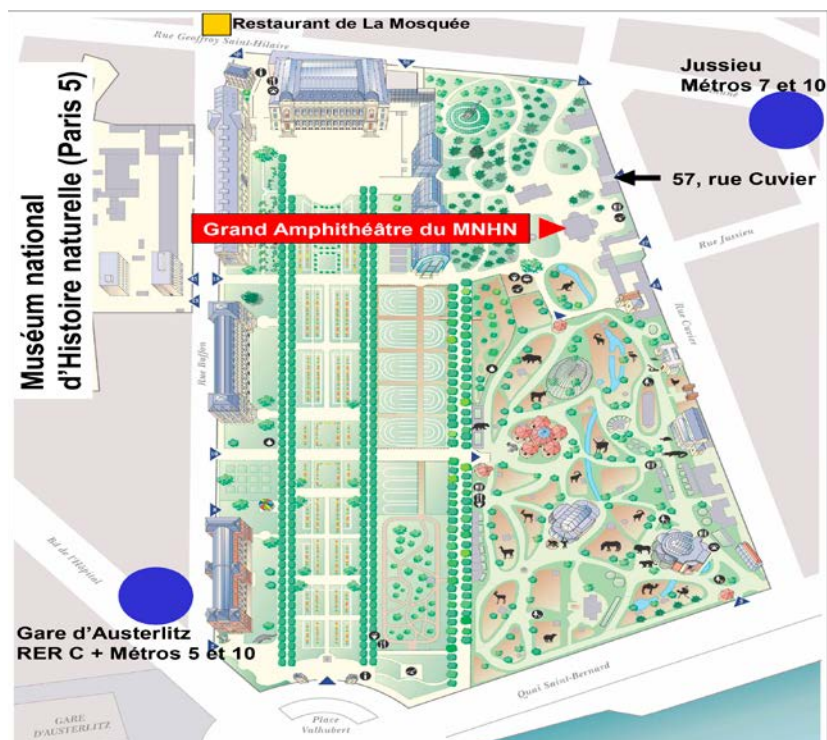 Restaurant de La Mosquée
Rue Geoffroy Saint-Hilaire
Muséum national
d'Histoire naturelle (Paris 5)
Jussieu
Métros 7 et 10
57, rue Cuvier
Grand Amphithéâtre du MNHN
Rue Jussieu
Rue Cuvier
Rue Buffon
Bd de l'Hôpital
Gare d'Austerlitz
RER C + Métros 5 et 10
Quai Saint-Bernard
Place
Valhubert
GARE
D'AUSTERLITZ